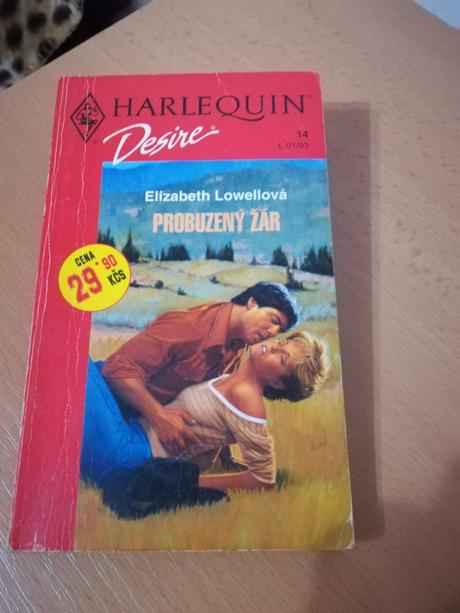 HARLEQUIN®
Desire®
14
L 01/93
Elizabeth Lowellová
PROBUZENÝ ŽÁR
CENA
29.90
KČS